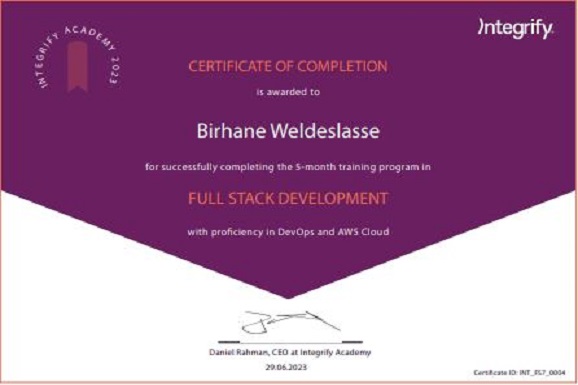 INTEGRIFY ACADEMY 2023
integrify.
CERTIFICATE OF COMPLETION
is awarded to
Birhane Weldeslasse
for successfully completing the 5-month training program in
FULL STACK DEVELOPMENT
with proficiency in DevOps and AWS Cloud
Daniel Rahman, CEO at Integrify Academy
29.06.2023
Certificate ID: INT_FS7_0004